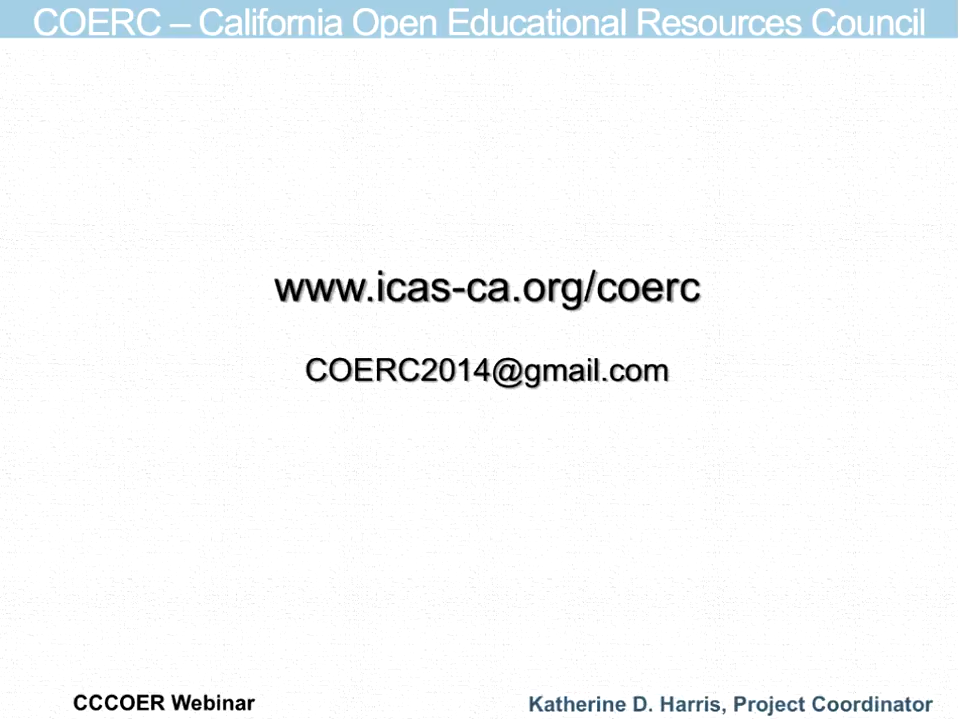 COERC – California Open Educational Resources Council
www.icas-ca.org/coerc
COERC2014@gmail.com
CCCOER Webinar
Katherine D. Harris, Project Coordinator